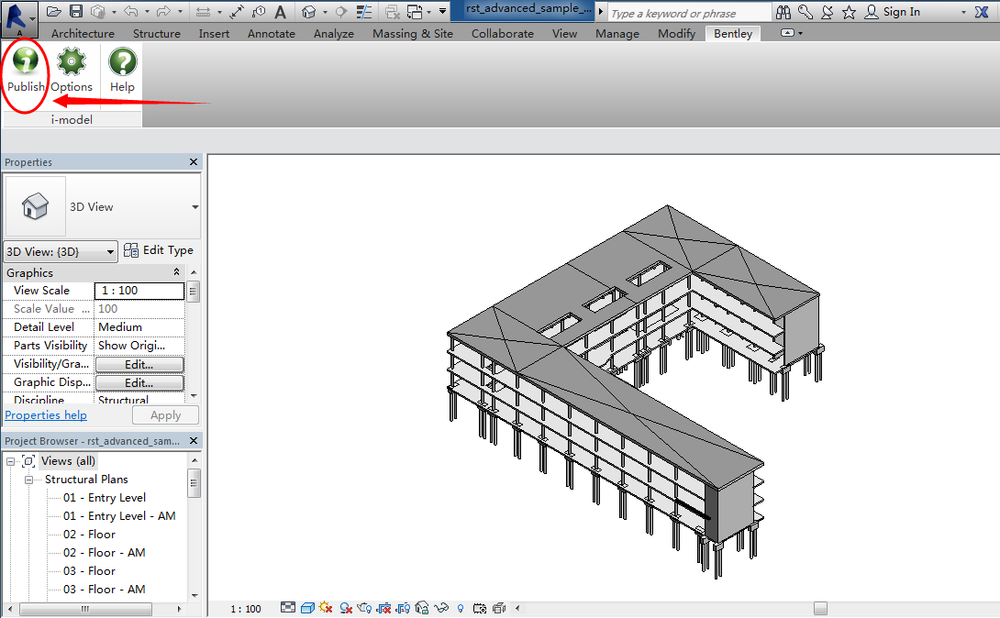 rst_advanced_sample_...
Type a keyword or phrase
Sign In
A
Architecture Structure Insert Annotate Analyze Massing & Site Collaborate View Manage Modify Bentley
Publish Options Help
i-model
Properties
3D View
3D View: {3D} Edit Type
Graphics
View Scale 1 : 100
Scale Value ... 100
Detail Level Medium
Parts Visibility Show Origi...
Visibility/Gra... Edit...
Graphic Disp... Edit...
Discipline Structural
Properties help Apply
Project Browser - rst_advanced_sam...
Views (all)
Structural Plans
01 - Entry Level
01 - Entry Level - AM
02 - Floor
02 - Floor - AM
03 - Floor
03 - Floor - AM
1 : 100